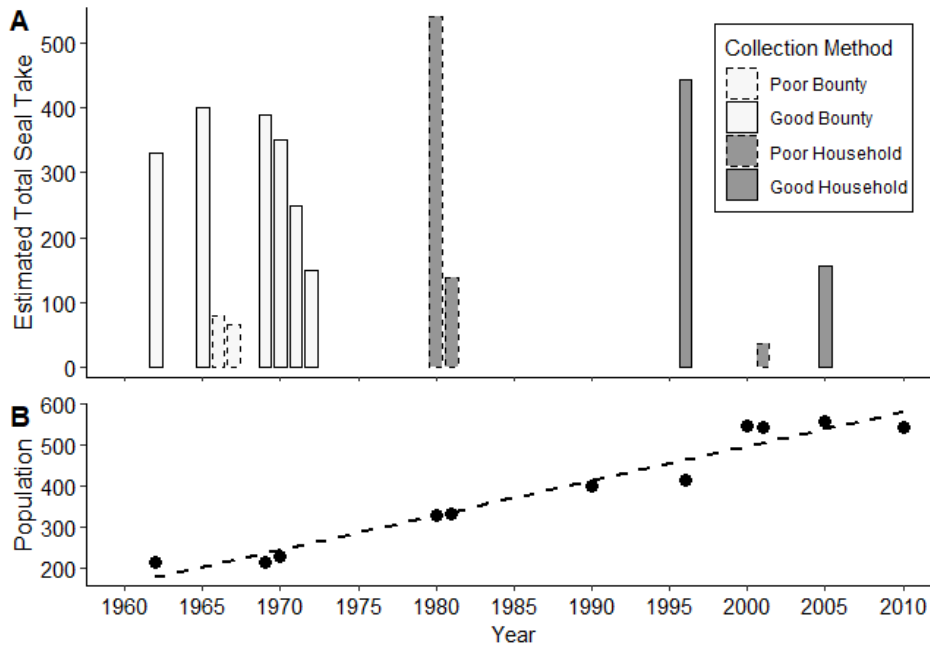 A
Estimated Total Seal Take
500
400
300
200
100
0
Collection Method
Poor Bounty
Good Bounty
Poor Household
Good Household
B
Population
600
500
400
300
200
1960 1965 1970 1975 1980 1985 1990 1995 2000 2005 2010
Year